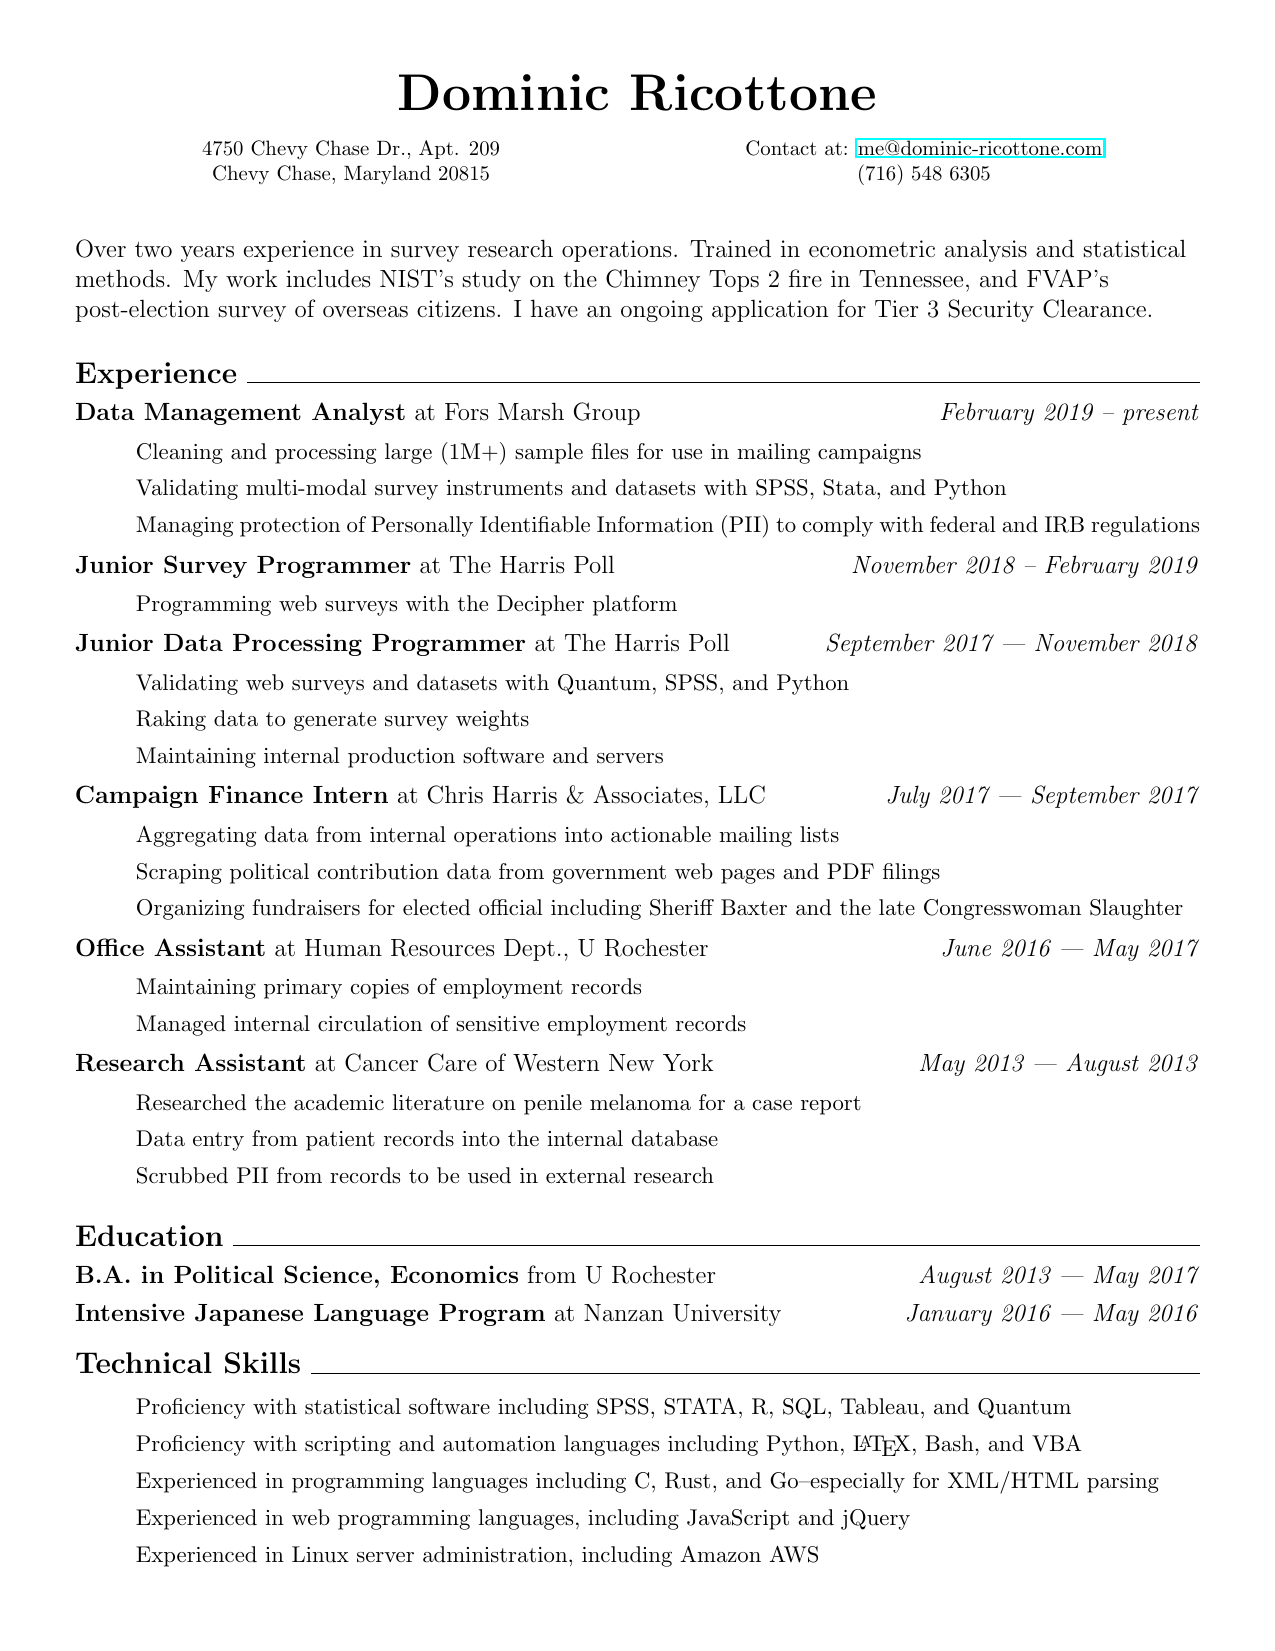 Dominic Ricottone
4750 Chevy Chase Dr., Apt. 209
Chevy Chase, Maryland 20815
Contact at: me@dominic-ricottone.com
(716) 548 6305
Over two years experience in survey research operations. Trained in econometric analysis and statistical
methods. My work includes NIST's study on the Chimney Tops 2 fire in Tennessee, and FVAP's
post-election survey of overseas citizens. I have an ongoing application for Tier 3 Security Clearance.
Experience
Data Management Analyst at Fors Marsh Group February 2019 – present
Cleaning and processing large (1M+) sample files for use in mailing campaigns
Validating multi-modal survey instruments and datasets with SPSS, Stata, and Python
Managing protection of Personally Identifiable Information (PII) to comply with federal and IRB regulations
Junior Survey Programmer at The Harris Poll November 2018 – February 2019
Programming web surveys with the Decipher platform
Junior Data Processing Programmer at The Harris Poll September 2017 — November 2018
Validating web surveys and datasets with Quantum, SPSS, and Python
Raking data to generate survey weights
Maintaining internal production software and servers
Campaign Finance Intern at Chris Harris & Associates, LLC July 2017 — September 2017
Aggregating data from internal operations into actionable mailing lists
Scraping political contribution data from government web pages and PDF filings
Organizing fundraisers for elected official including Sheriff Baxter and the late Congresswoman Slaughter
Office Assistant at Human Resources Dept., U Rochester June 2016 — May 2017
Maintaining primary copies of employment records
Managed internal circulation of sensitive employment records
Research Assistant at Cancer Care of Western New York May 2013 — August 2013
Researched the academic literature on penile melanoma for a case report
Data entry from patient records into the internal database
Scrubbed PII from records to be used in external research
Education
B.A. in Political Science, Economics from U Rochester August 2013 — May 2017
Intensive Japanese Language Program at Nanzan University January 2016 — May 2016
Technical Skills
Proficiency with statistical software including SPSS, STATA, R, SQL, Tableau, and Quantum
Proficiency with scripting and automation languages including Python, LATEX, Bash, and VBA
Experienced in programming languages including C, Rust, and Go–especially for XML/HTML parsing
Experienced in web programming languages, including JavaScript and jQuery
Experienced in Linux server administration, including Amazon AWS